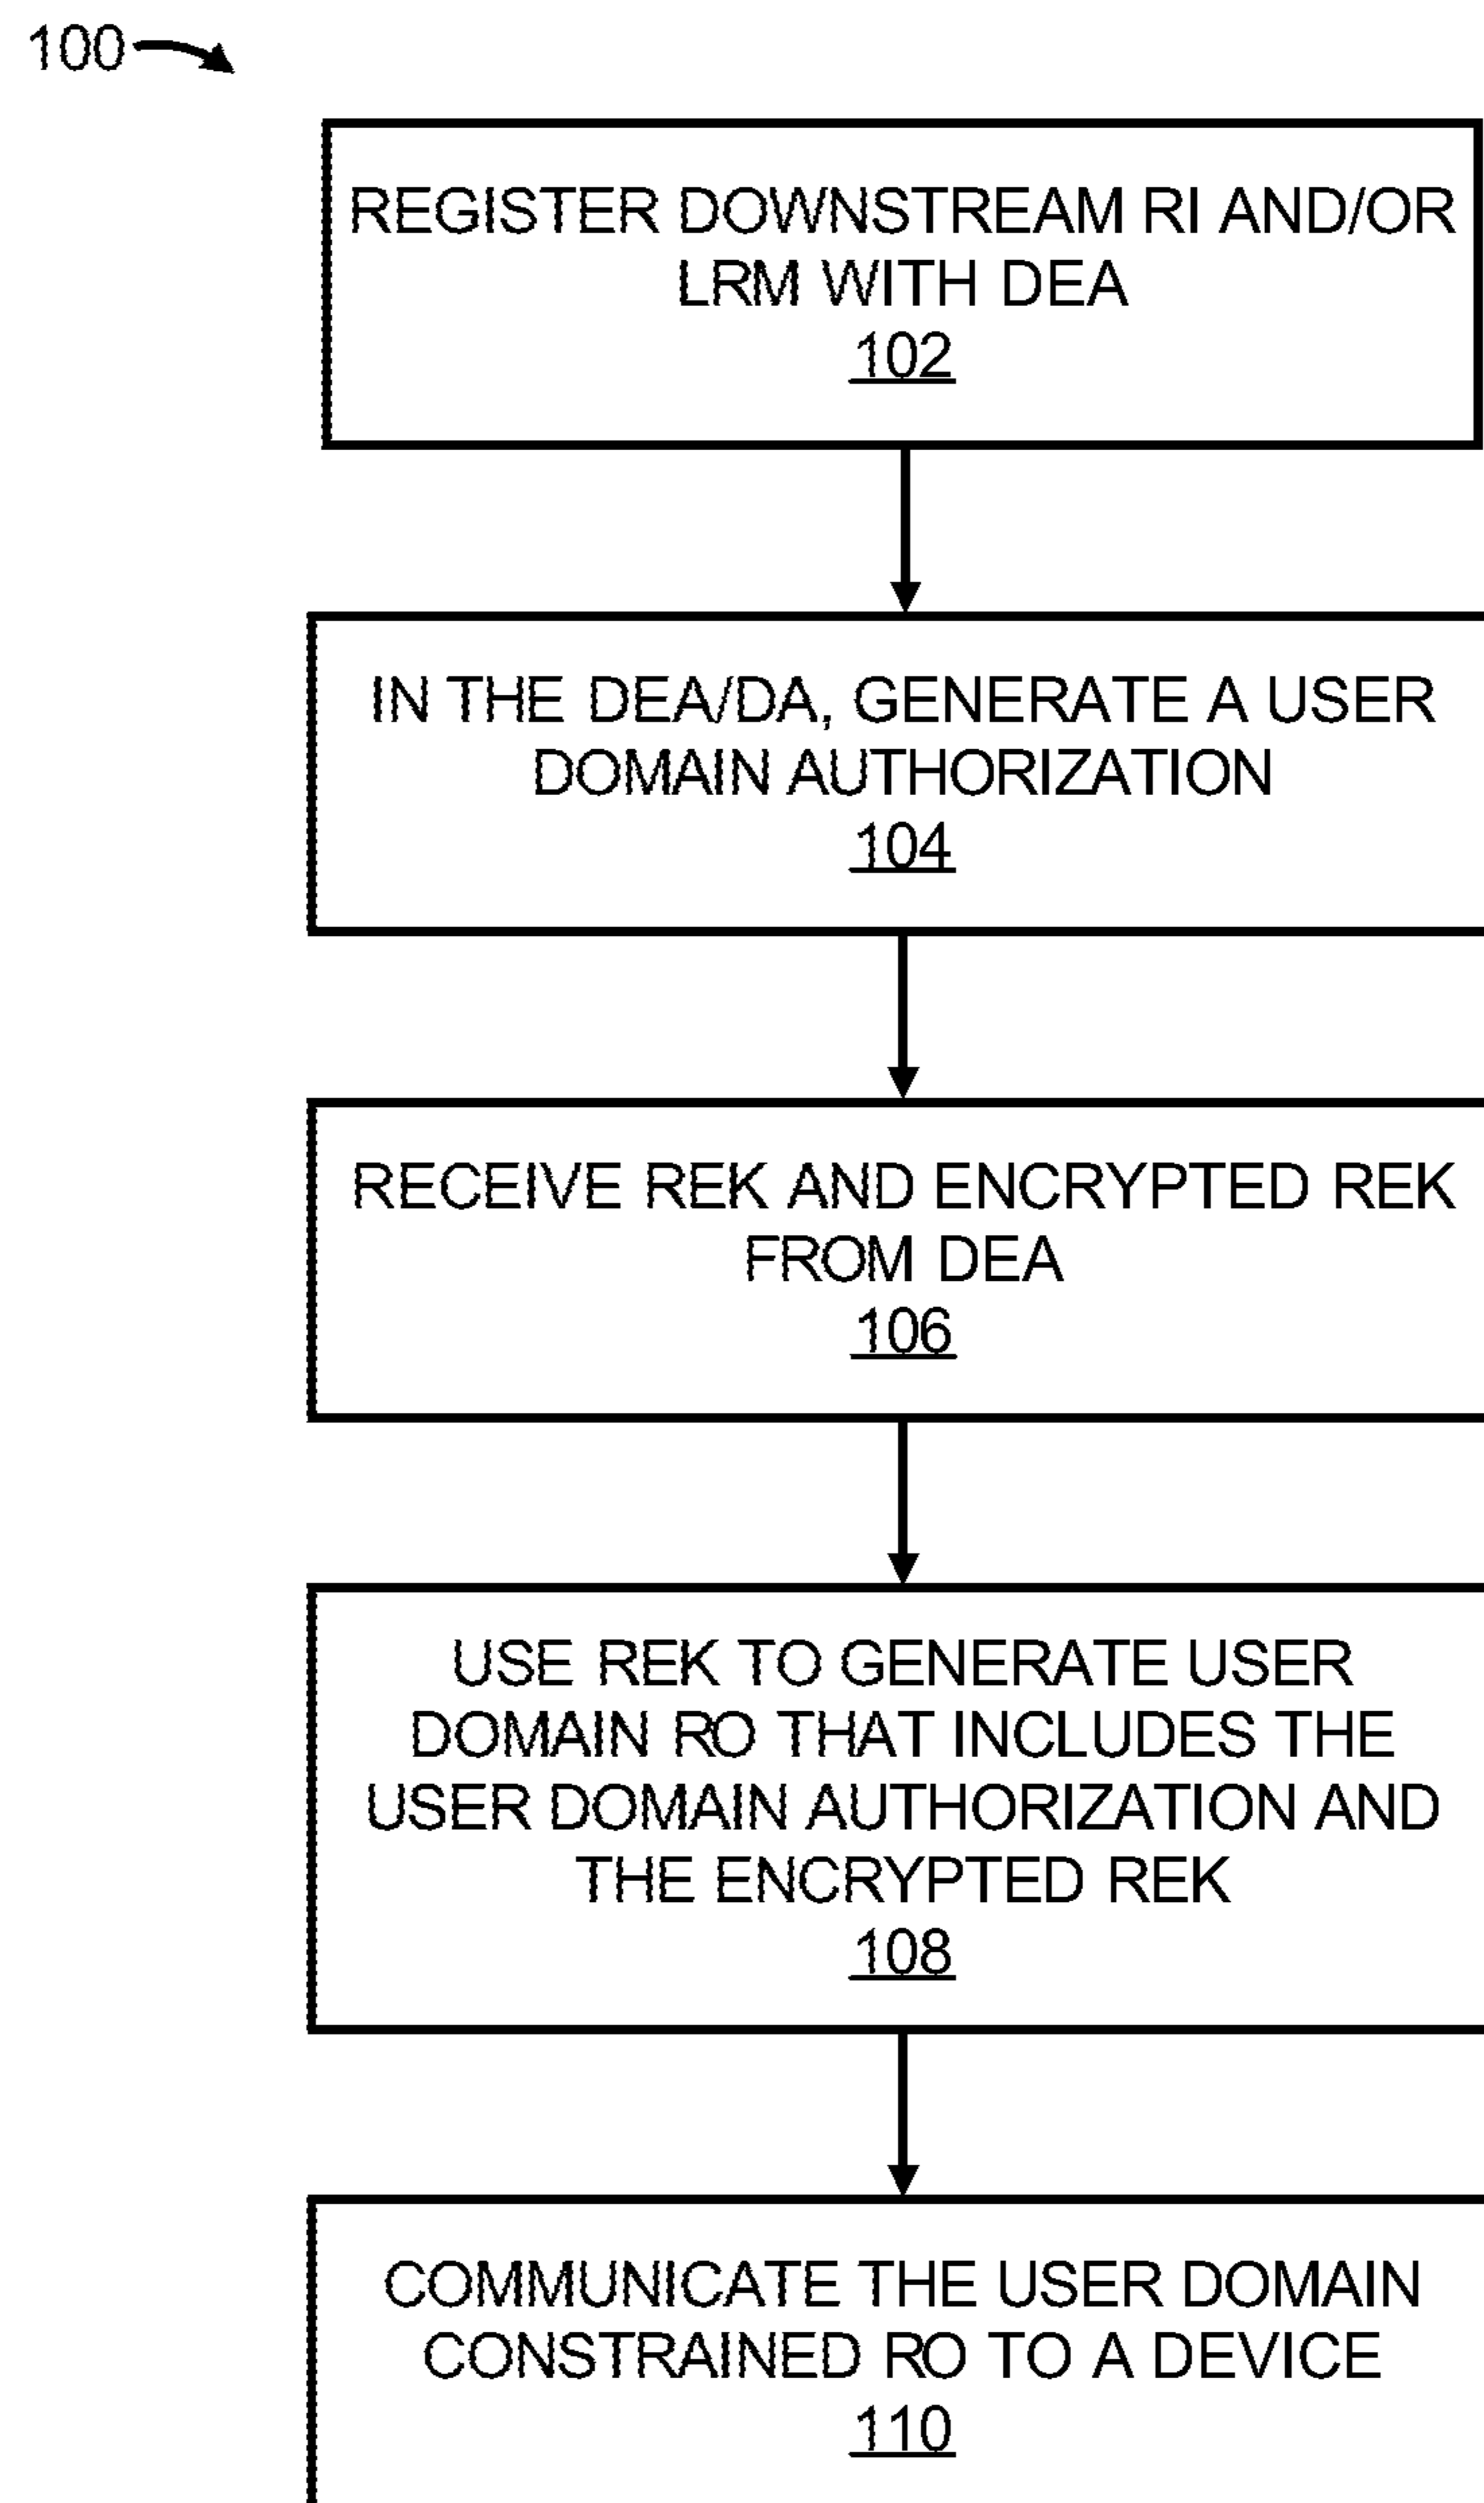 100
REGISTER DOWNSTREAM RI AND/OR
LRM WITH DEA
102
IN THE DEA/DA, GENERATE A USER
DOMAIN AUTHORIZATION
104
RECEIVE REK AND ENCRYPTED REK
FROM DEA
106
USE REK TO GENERATE USER
DOMAIN RO THAT INCLUDES THE
USER DOMAIN AUTHORIZATION AND
THE ENCRYPTED REK
108
COMMUNICATE THE USER DOMAIN
CONSTRAINED RO TO A DEVICE
110